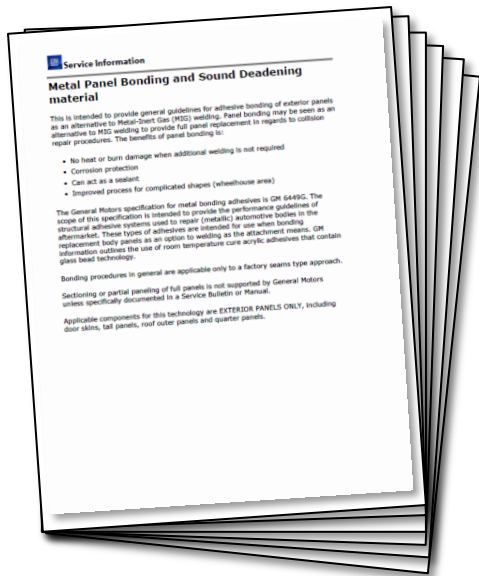 GM Service Information
Metal Panel Bonding and Sound Deadening
material
This is intended to provide general guidelines for adhesive bonding of exterior panels
as an alternative to Metal-Inert Gas (MIG) welding. Panel bonding may be seen as an
alternative to MIG welding to provide full panel replacement in regards to collision
repair procedures. The benefits of panel bonding is:
• No heat or burn damage when additional welding is not required
• Corrosion protection
• Can act as a sealant
• Improved process for complicated shapes (wheelhouse area)
The General Motors specification for metal bonding adhesives is GM 6449G. The
scope of this specification is intended to provide the performance guidelines of
structural adhesive systems used to repair (metallic) automotive bodies in the
aftermarket. These types of adhesives are intended for use when bonding
replacement body panels as an option to welding as the attachment means. GM
information outlines the use of room temperature cure acrylic adhesives that contain
glass bead technology.
Bonding procedures in general are applicable only to a factory seams type approach.
Sectioning or partial paneling of full panels is not supported by General Motors
unless specifically documented in a Service Bulletin or Manual.
Applicable components for this technology are EXTERIOR PANELS ONLY, including
door skins, tail panels, roof outer panels and quarter panels.